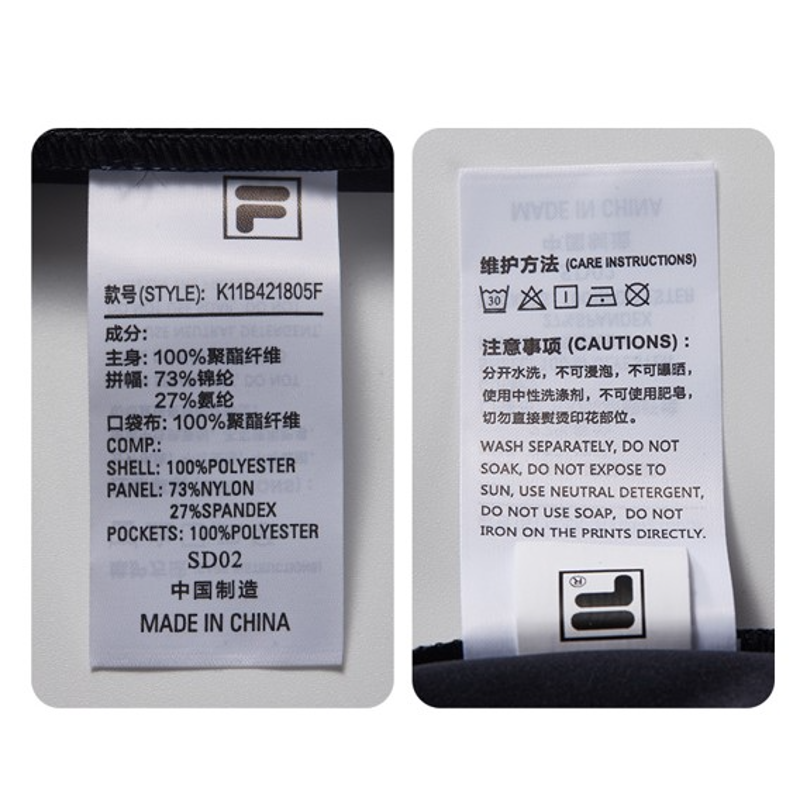 款号(STYLE): K11B421805F
成分:
主身: 100%聚酯纤维
拼幅: 73%锦纶
27%氨纶
口袋布: 100%聚酯纤维
COMP.:
SHELL: 100%POLYESTER
PANEL: 73%NYLON
27%SPANDEX
POCKETS: 100%POLYESTER
SD02
中国制造
MADE IN CHINA
维护方法 (CARE INSTRUCTIONS)
30
注意事项 (CAUTIONS) :
分开水洗，不可浸泡，不可曝晒，
使用中性洗涤剂，不可使用肥皂，
切勿直接熨烫印花部位。
WASH SEPARATELY, DO NOT
SOAK, DO NOT EXPOSE TO
SUN, USE NEUTRAL DETERGENT,
DO NOT USE SOAP, DO NOT
IRON ON THE PRINTS DIRECTLY.